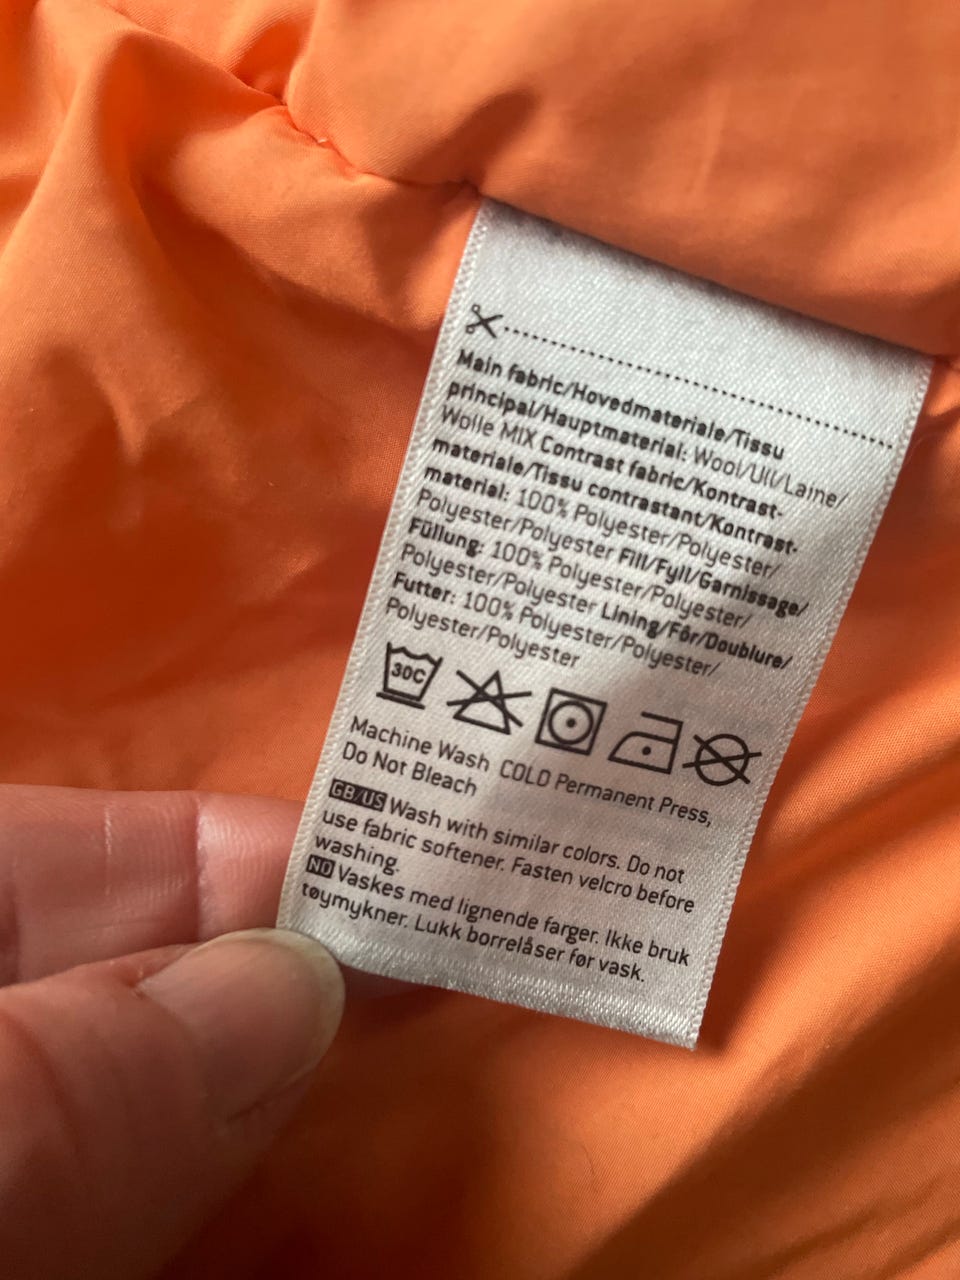 Main fabric/Hovedmateriale/Tissu
principal/Hauptmaterial: Wool/Ull/Laine/
Wolle MIX Contrast fabric/Kontrast-
materiale/Tissu contrastant/Kontrast-
material: 100% Polyester/Polyester/
Polyester/Polyester Fill/Fyll/Garnissage/
Füllung: 100% Polyester/Polyester/
Polyester/Polyester Lining/Fôr/Doublure/
Futter: 100% Polyester/Polyester/
Polyester/Polyester
30C
Machine Wash COLD Permanent Press,
Do Not Bleach
GB/US Wash with similar colors. Do not
use fabric softener. Fasten velcro before
washing.
NO Vaskes med lignende farger. Ikke bruk
tøymykner. Lukk borrelåser før vask.